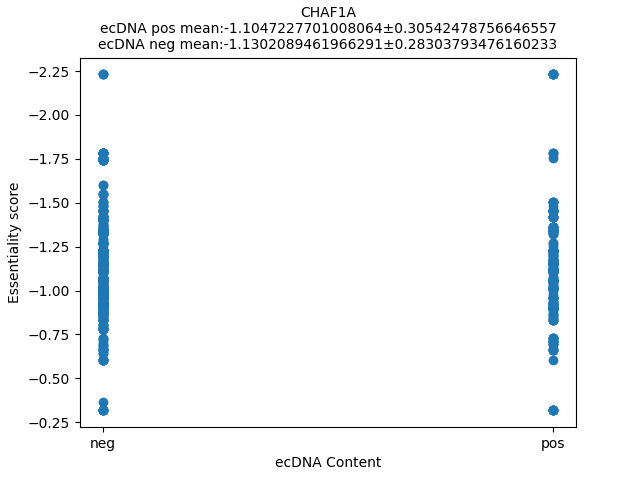 CHAF1A
ecDNA pos mean:-1.1047227701008064±0.30542478756646557
ecDNA neg mean:-1.1302089461966291±0.28303793476160233
−2.25
−2.00
−1.75
−1.50
−1.25
−1.00
−0.75
−0.50
−0.25
Essentiality score
neg
pos
ecDNA Content